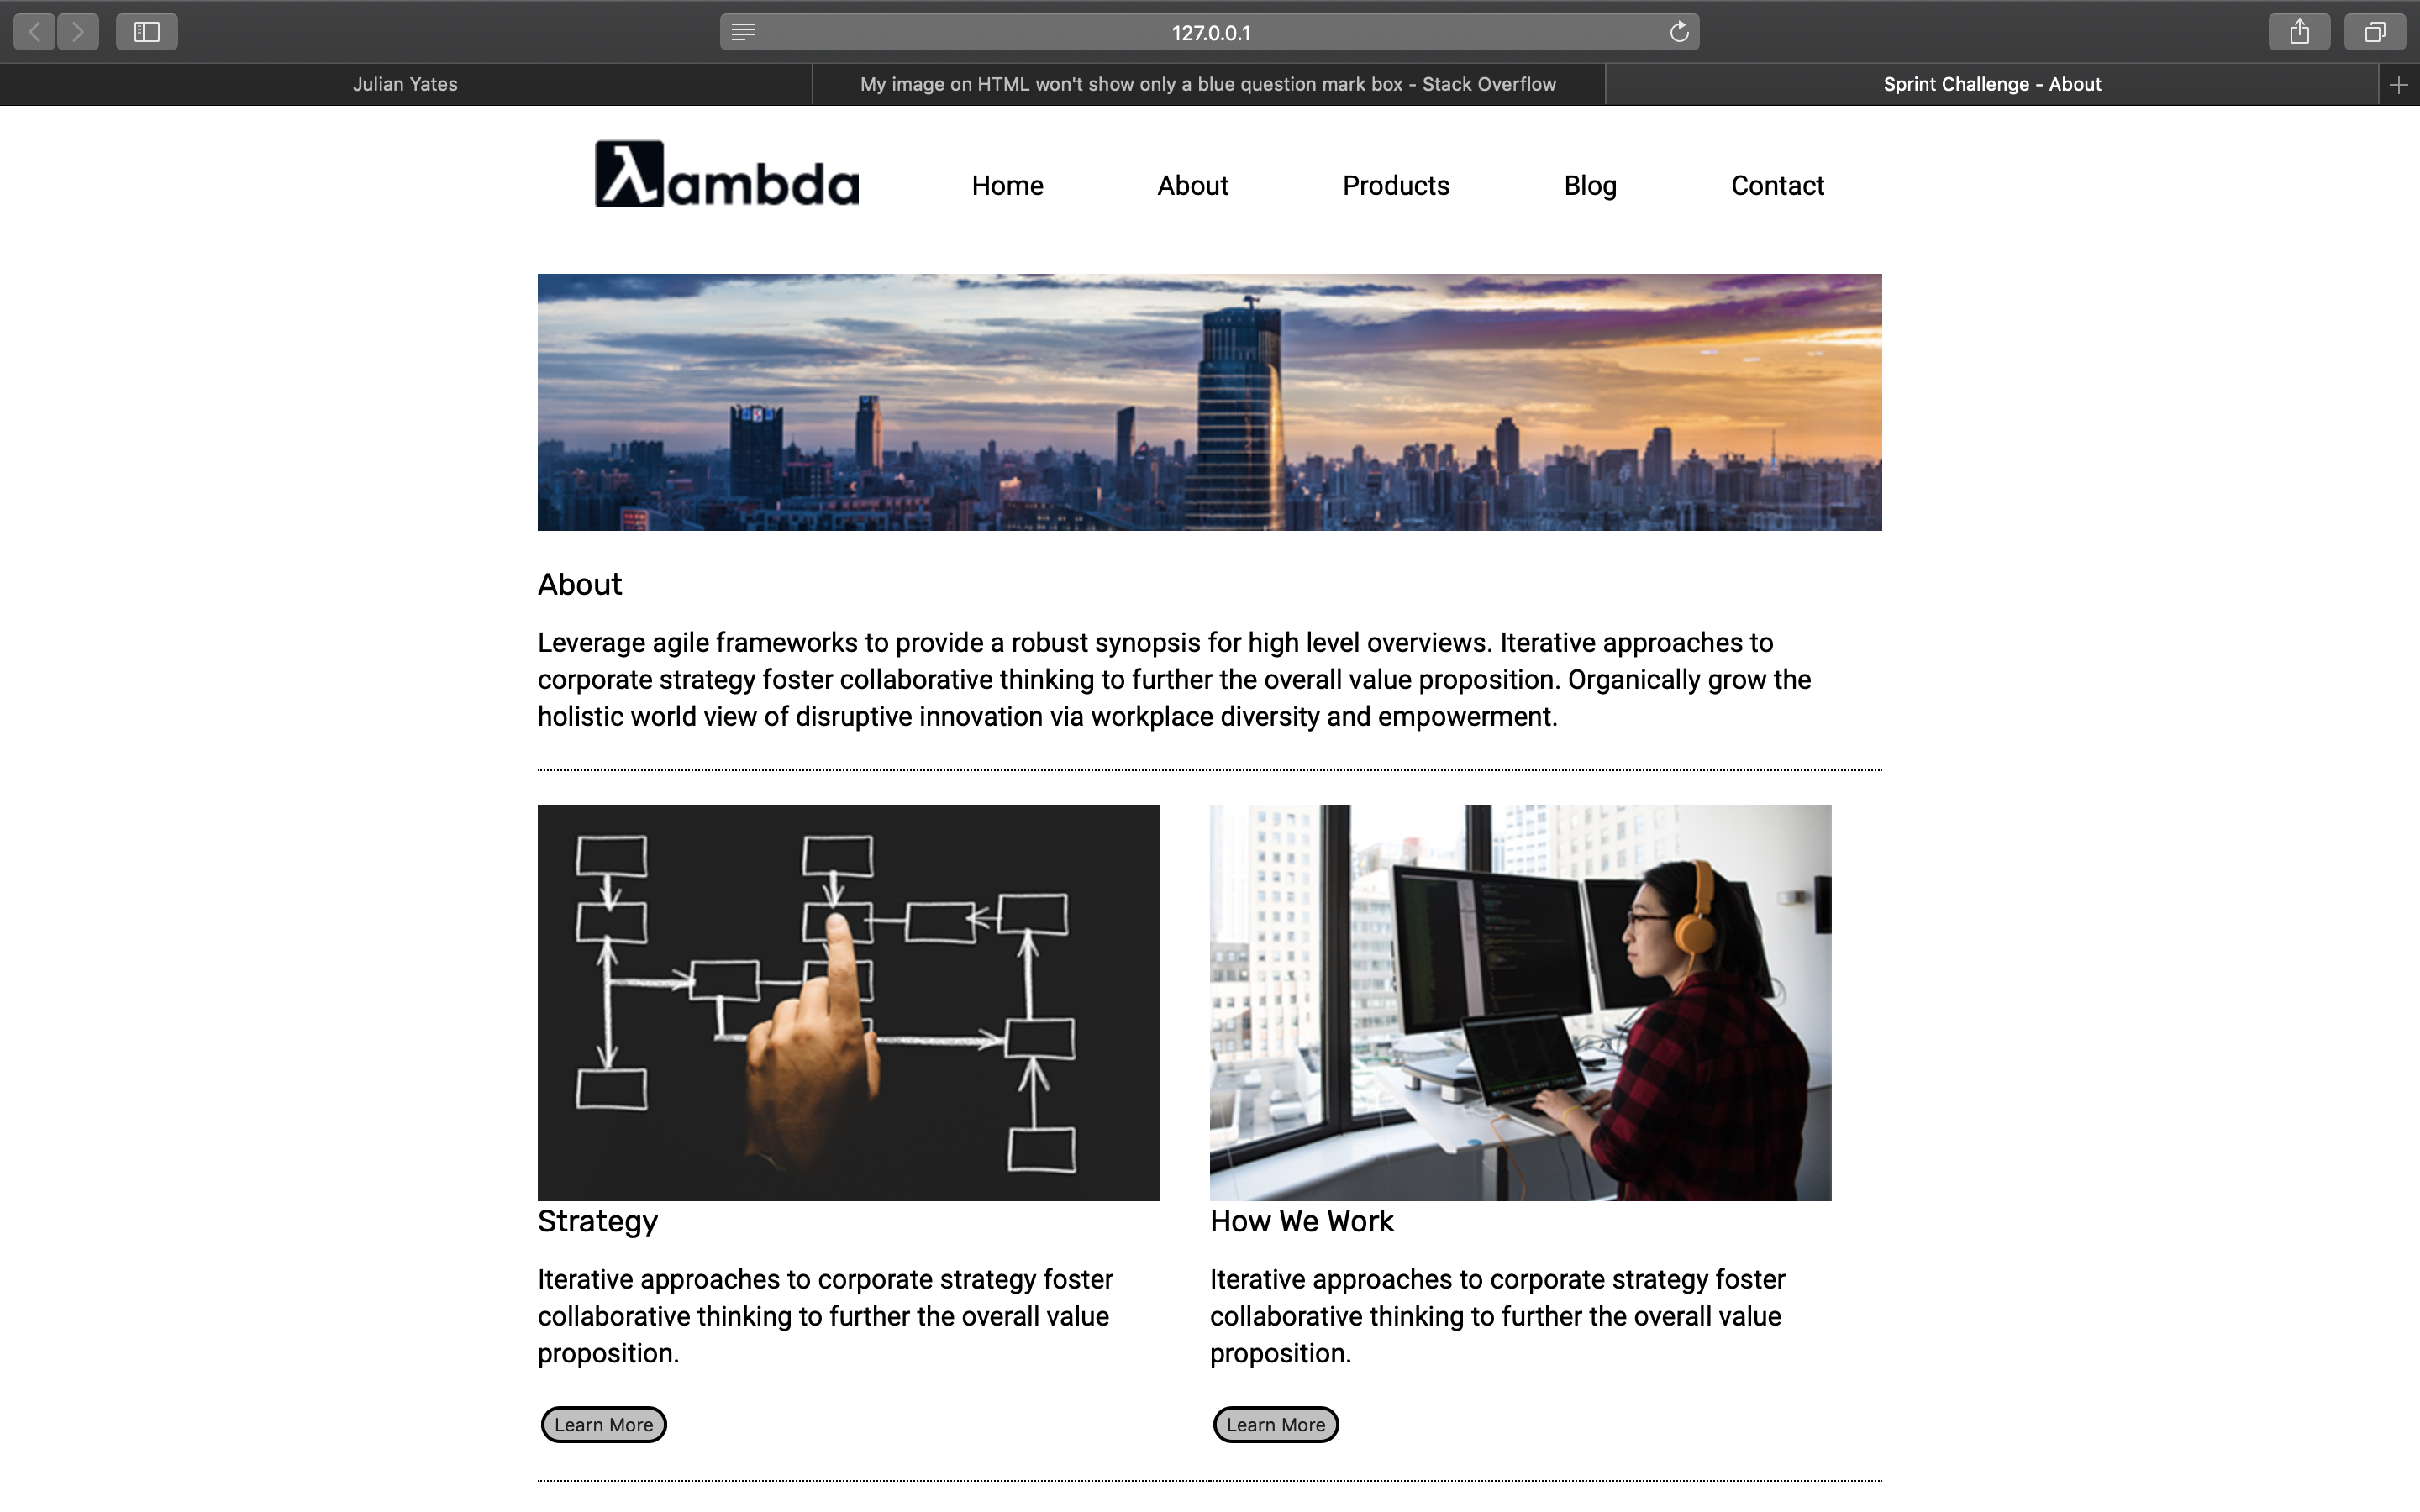 127.0.0.1
Julian Yates
My image on HTML won't show only a blue question mark box - Stack Overflow
Sprint Challenge - About
λambda
Home
About
Products
Blog
Contact
About
Leverage agile frameworks to provide a robust synopsis for high level overviews. Iterative approaches to
corporate strategy foster collaborative thinking to further the overall value proposition. Organically grow the
holistic world view of disruptive innovation via workplace diversity and empowerment.
Strategy
Iterative approaches to corporate strategy foster
collaborative thinking to further the overall value
proposition.
Learn More
How We Work
Iterative approaches to corporate strategy foster
collaborative thinking to further the overall value
proposition.
Learn More